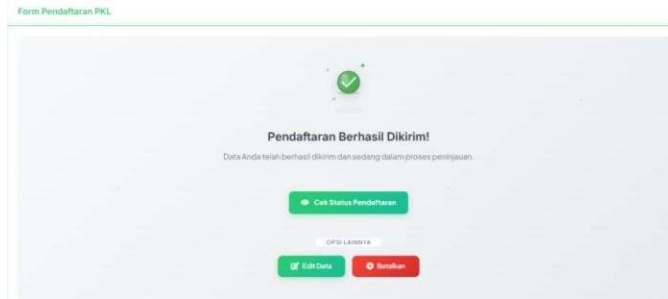 Form Pendaftaran PKL
Pendaftaran Berhasil Dikirim!
Data Anda telah berhasil dikirim dan sedang dalam proses peninjauan.
Cek Status Pendaftaran
OPSI LAINNYA
Edit Data
Batalkan